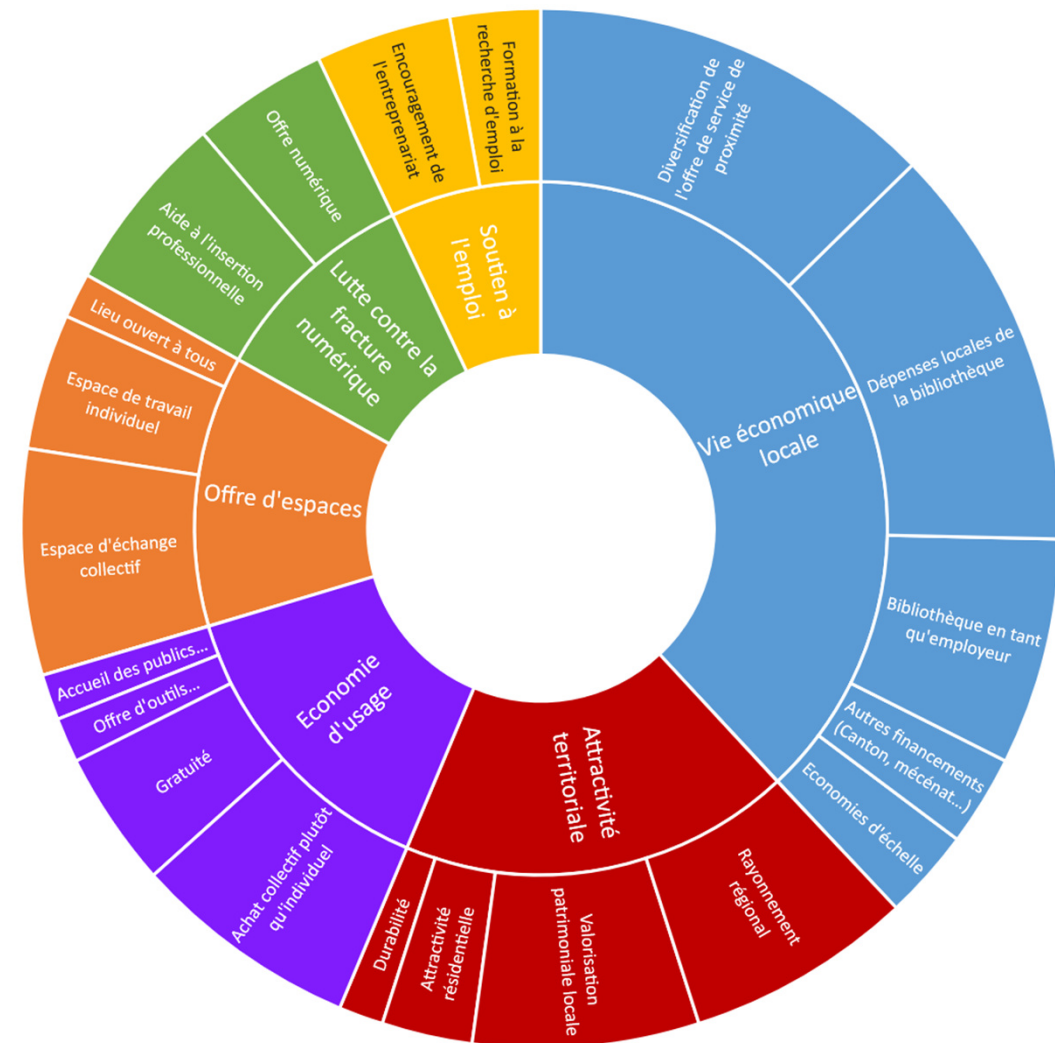 Diversification de
l'offre de service de
proximité
Dépenses locales de
la bibliothèque
Bibliothèque en tant
qu'employeur
Autres financements
(Canton, mécénat...)
Economies d'échelle
Vie économique
locale
Rayonnement
régional
Valorisation
patrimoniale locale
Attractivité
résidentielle
Durabilité
Attractivité
territoriale
Achat collectif plutôt
qu'individuel
Gratuité
Offre d'outils...
Accueil des publics...
Economie
d'usage
Espace d'échange
collectif
Espace de travail
individuel
Lieu ouvert à tous
Offre d'espaces
Aide à l'insertion
professionnelle
Offre numérique
Lutte contre la
fracture
numérique
Encouragement de
l'entreprenariat
Formation à la
recherche d'emploi
Soutien à
l'emploi